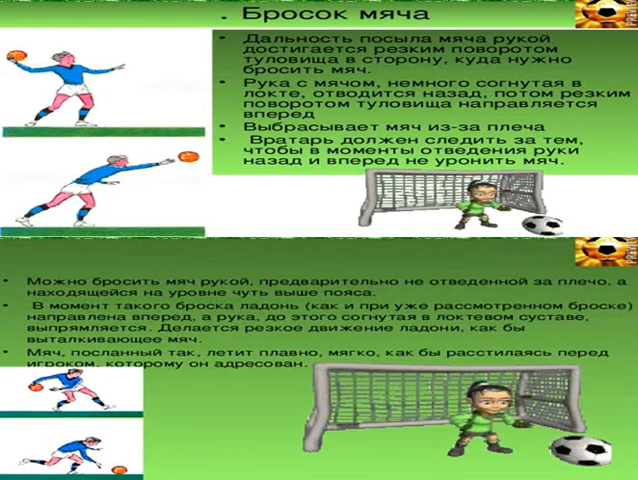 . Бросок мяча
• Дальность посыла мяча рукой
достигается резким поворотом
туловища в сторону, куда нужно
бросить мяч.
• Рука с мячом, немного согнутая в
локте, отводится назад, потом резким
поворотом туловища направляется
вперед
• Выбрасывает мяч из-за плеча
• Вратарь должен следить за тем,
чтобы в моменты отведения руки
назад и вперед не уронить мяч.
• Можно бросить мяч рукой, предварительно не отведенной за плечо, а
находящейся на уровне чуть выше пояса.
• В момент такого броска ладонь (как и при уже рассмотренном броске)
направлена вперед, а рука, до этого согнутая в локтевом суставе,
выпрямляется. Делается резкое движение ладони, как бы
выталкивающее мяч.
• Мяч, посланный так, летит плавно, мягко, как бы расстилаясь перед
игроком, которому он адресован.